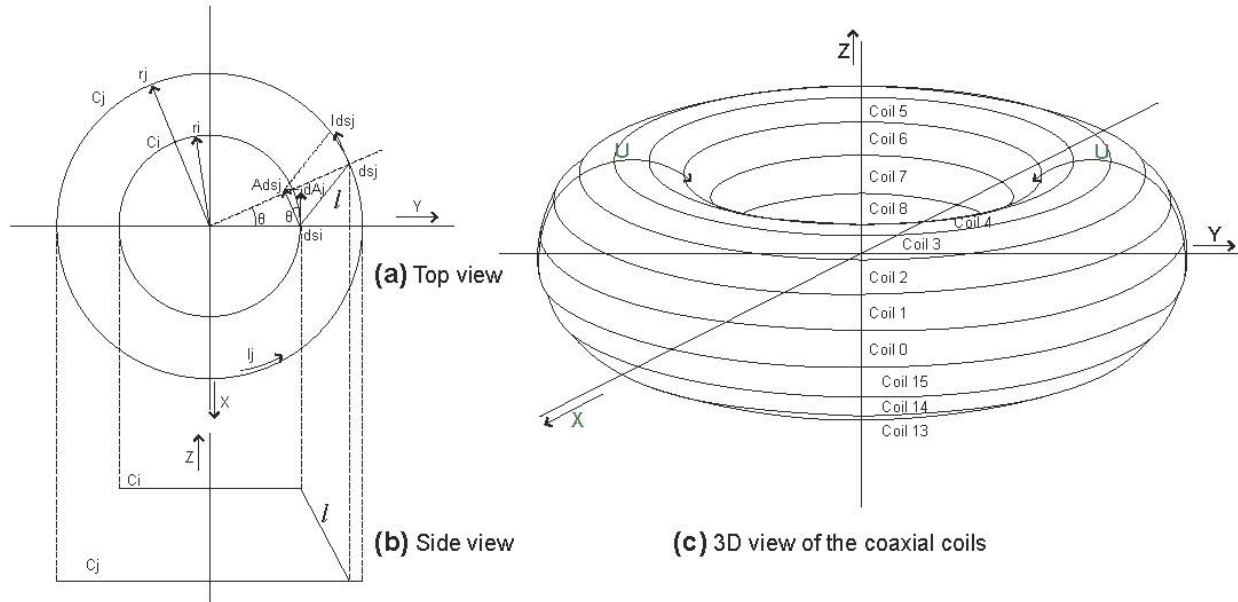 rj
Cj
ri
Ci
Idsj
Adsj
dAj
dsj
l
θ
θ
dsi
Y
(a) Top view
Ij
X
Z
Ci
l
(b) Side view
Cj
Z
Coil 5
U
U
Coil 6
Coil 7
Coil 8
Coil 4
Coil 3
Y
Coil 2
Coil 1
Coil 0
Coil 15
X
Coil 14
Coil 13
(c) 3D view of the coaxial coils